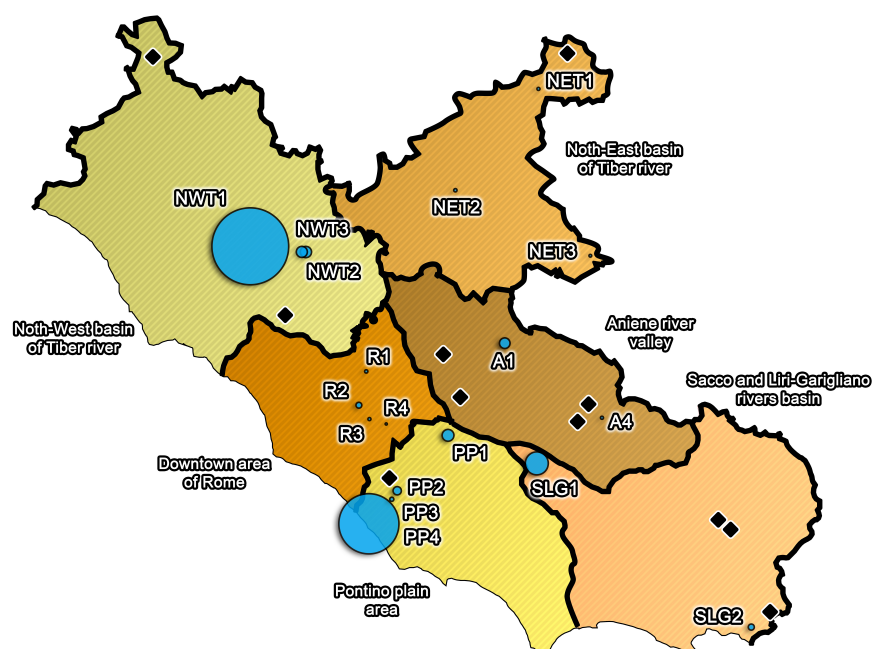 NET1
Noth-East basin
of Tiber river
NWT1
NET2
NWT3
NET3
NWT2
Noth-West basin
of Tiber river
Aniene river
valley
R1
A1
Sacco and Liri-Garigliano
rivers basin
R2
R4
R3
A4
PP1
Downtown area
of Rome
PP2
SLG1
PP3
PP4
Pontino plain
area
SLG2